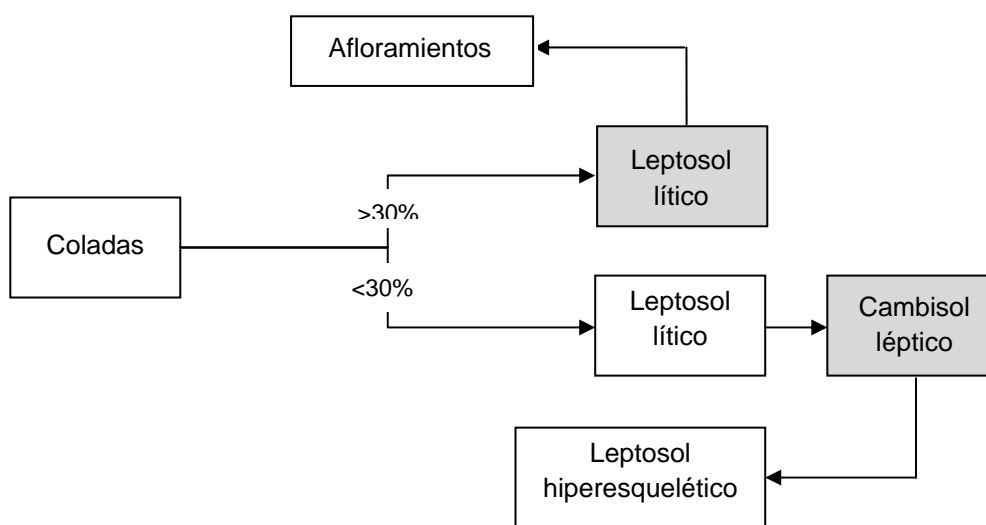 Afloramientos
Leptosol
lítico
>30%
Coladas
<30%
Leptosol
lítico
Cambisol
léptico
Leptosol
hiperesquelético